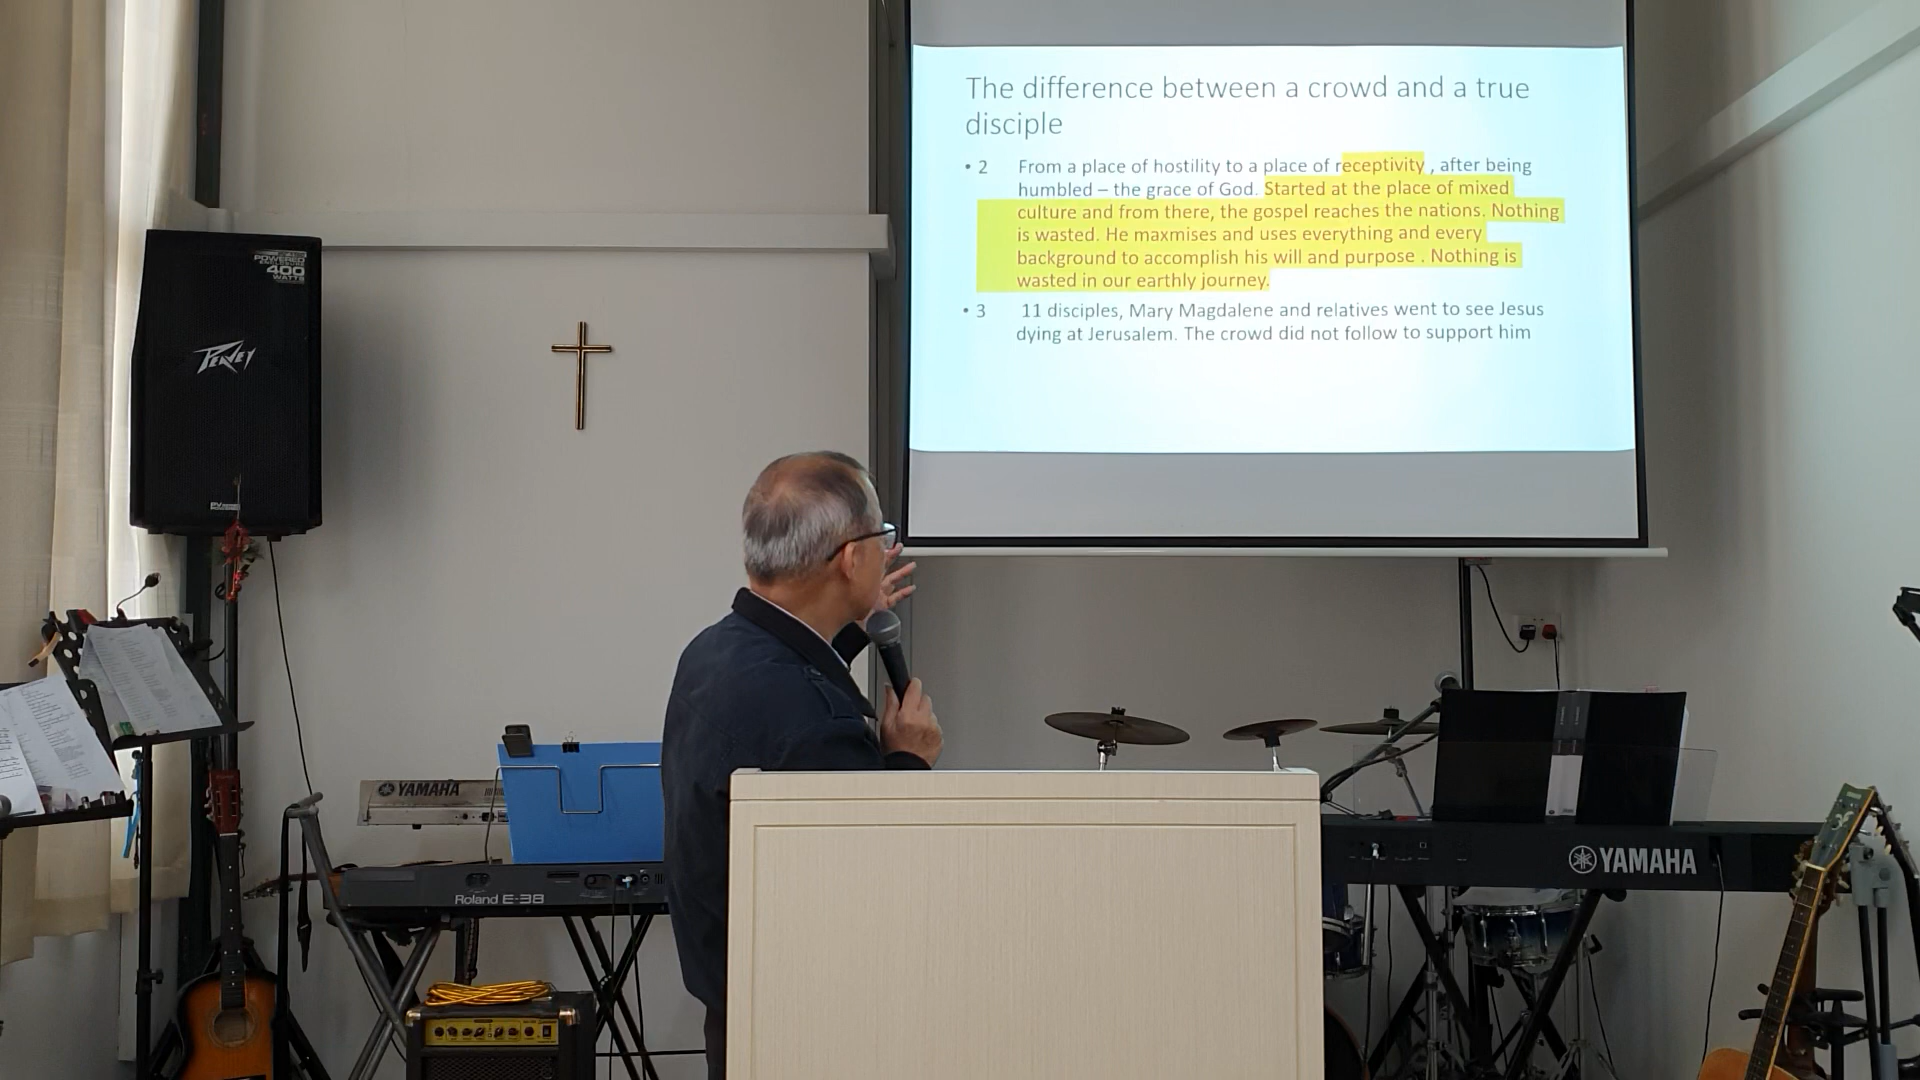 The difference between a crowd and a true
disciple
• 2 From a place of hostility to a place of receptivity , after being
humbled – the grace of God. Started at the place of mixed
culture and from there, the gospel reaches the nations. Nothing
is wasted. He maxmises and uses everything and every
background to accomplish his will and purpose . Nothing is
wasted in our earthly journey.
• 3 11 disciples, Mary Magdalene and relatives went to see Jesus
dying at Jerusalem. The crowd did not follow to support him
POWERED
400
WATTS
PEAVEY
YAMAHA
Roland E-38
YAMAHA